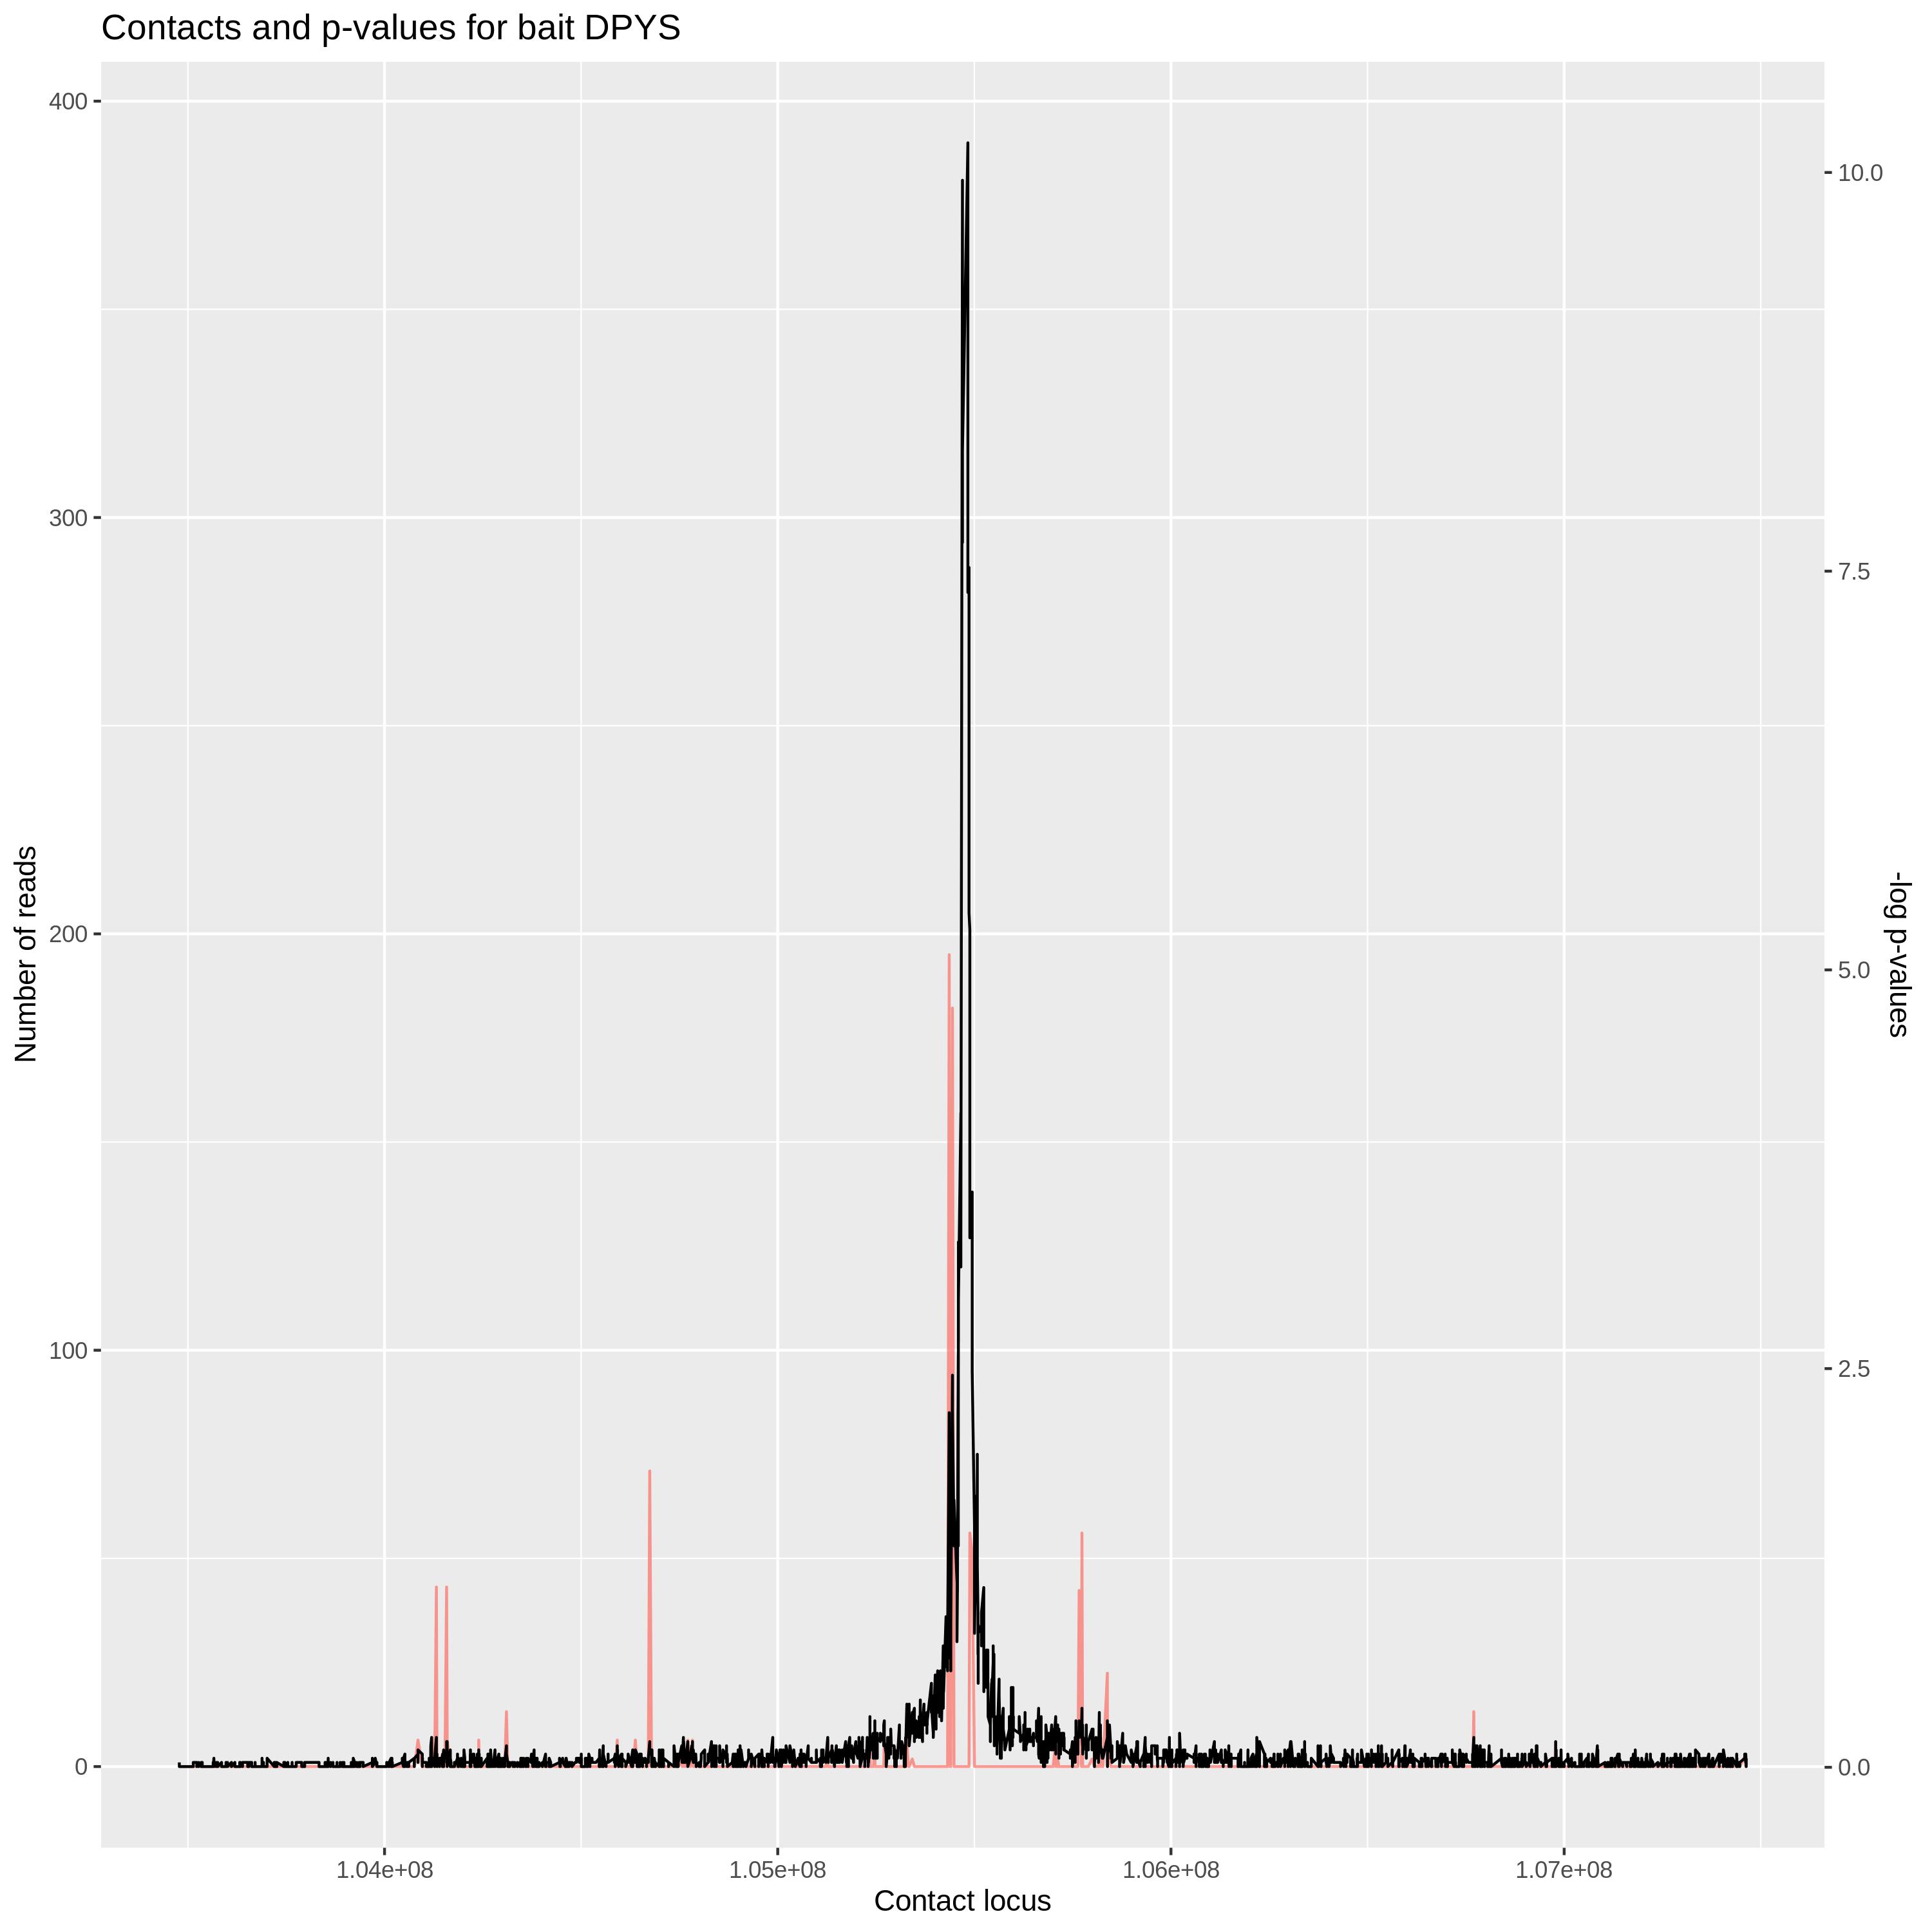 Contacts and p-values for bait DPYS
400
300
200
100
0
Number of reads
10.0
7.5
5.0
2.5
0.0
-log p-values
1.04e+08
1.05e+08
1.06e+08
1.07e+08
Contact locus